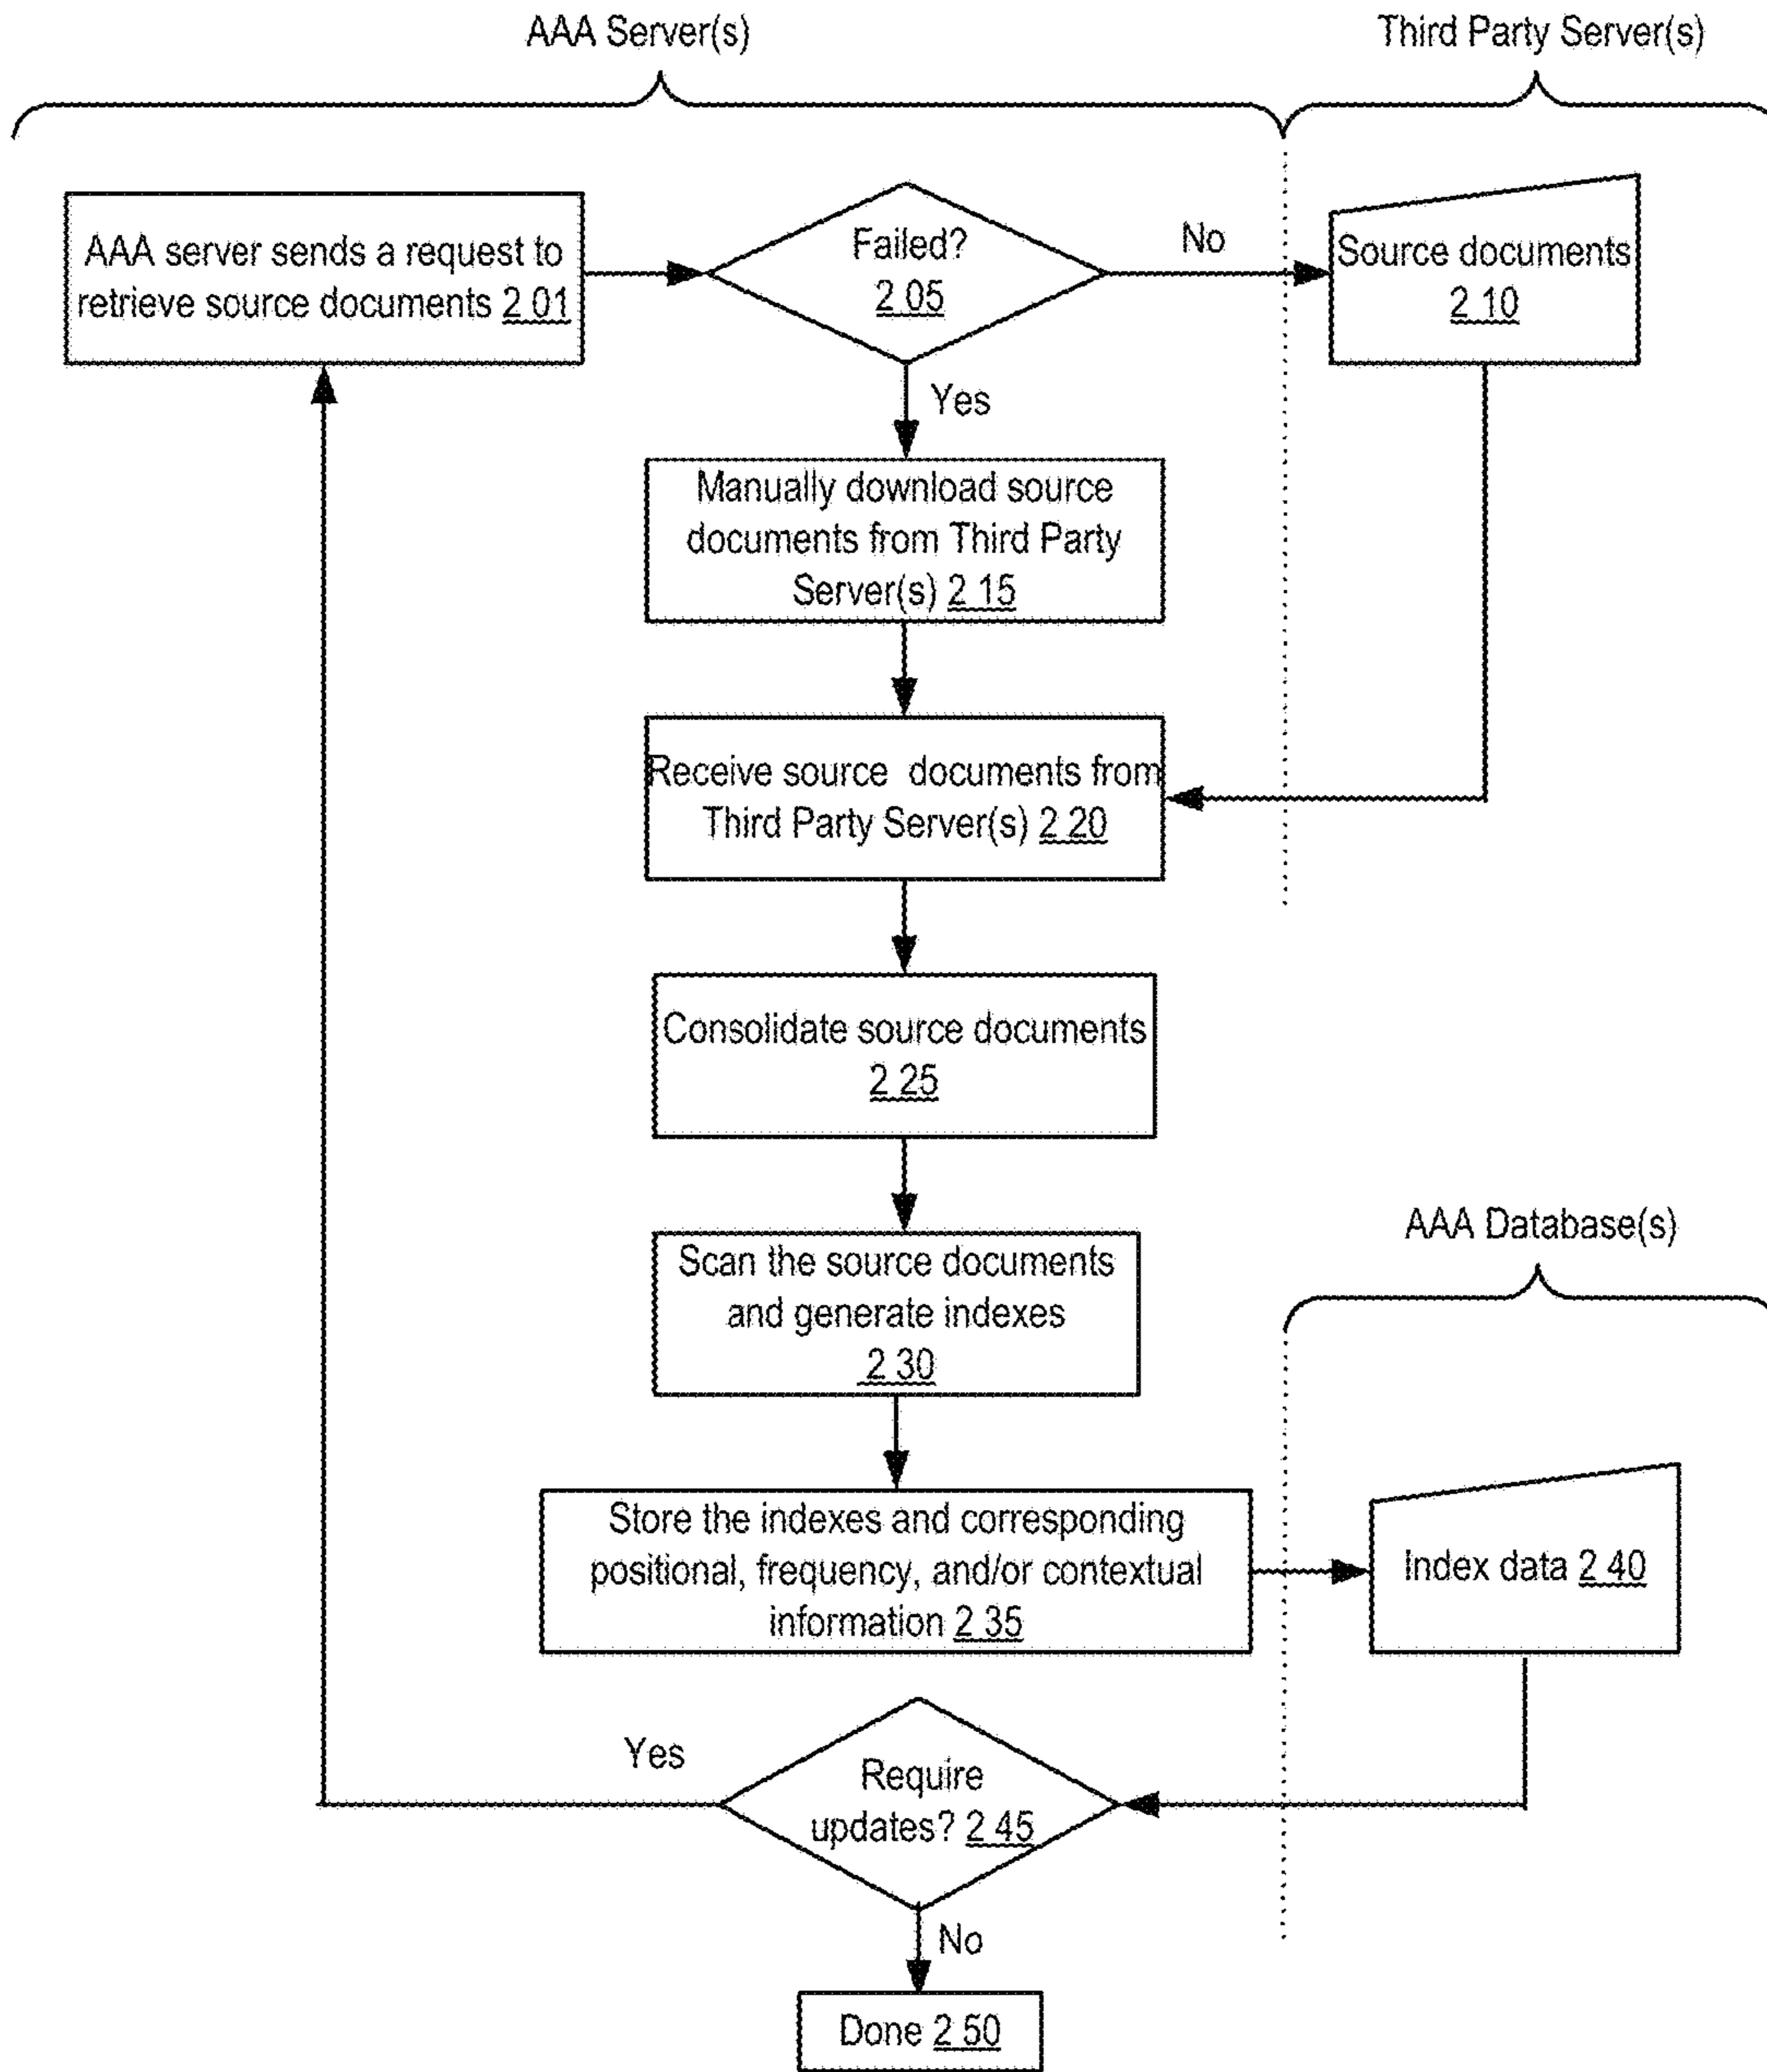 AAA Server(s)
Third Party Server(s)
AAA server sends a request to
retrieve source documents 2 01
Failed?
2 05
No
Source documents
2 10
Yes
Manually download source
documents from Third Party
Server(s) 2 15
Receive source documents from
Third Party Server(s) 2 20
Consolidate source documents
2 25
Scan the source documents
and generate indexes
2 30
AAA Database(s)
Store the indexes and corresponding
positional, frequency, and/or contextual
information 2 35
Index data 2 40
Yes
Require
updates? 2 45
No
Done 2 50